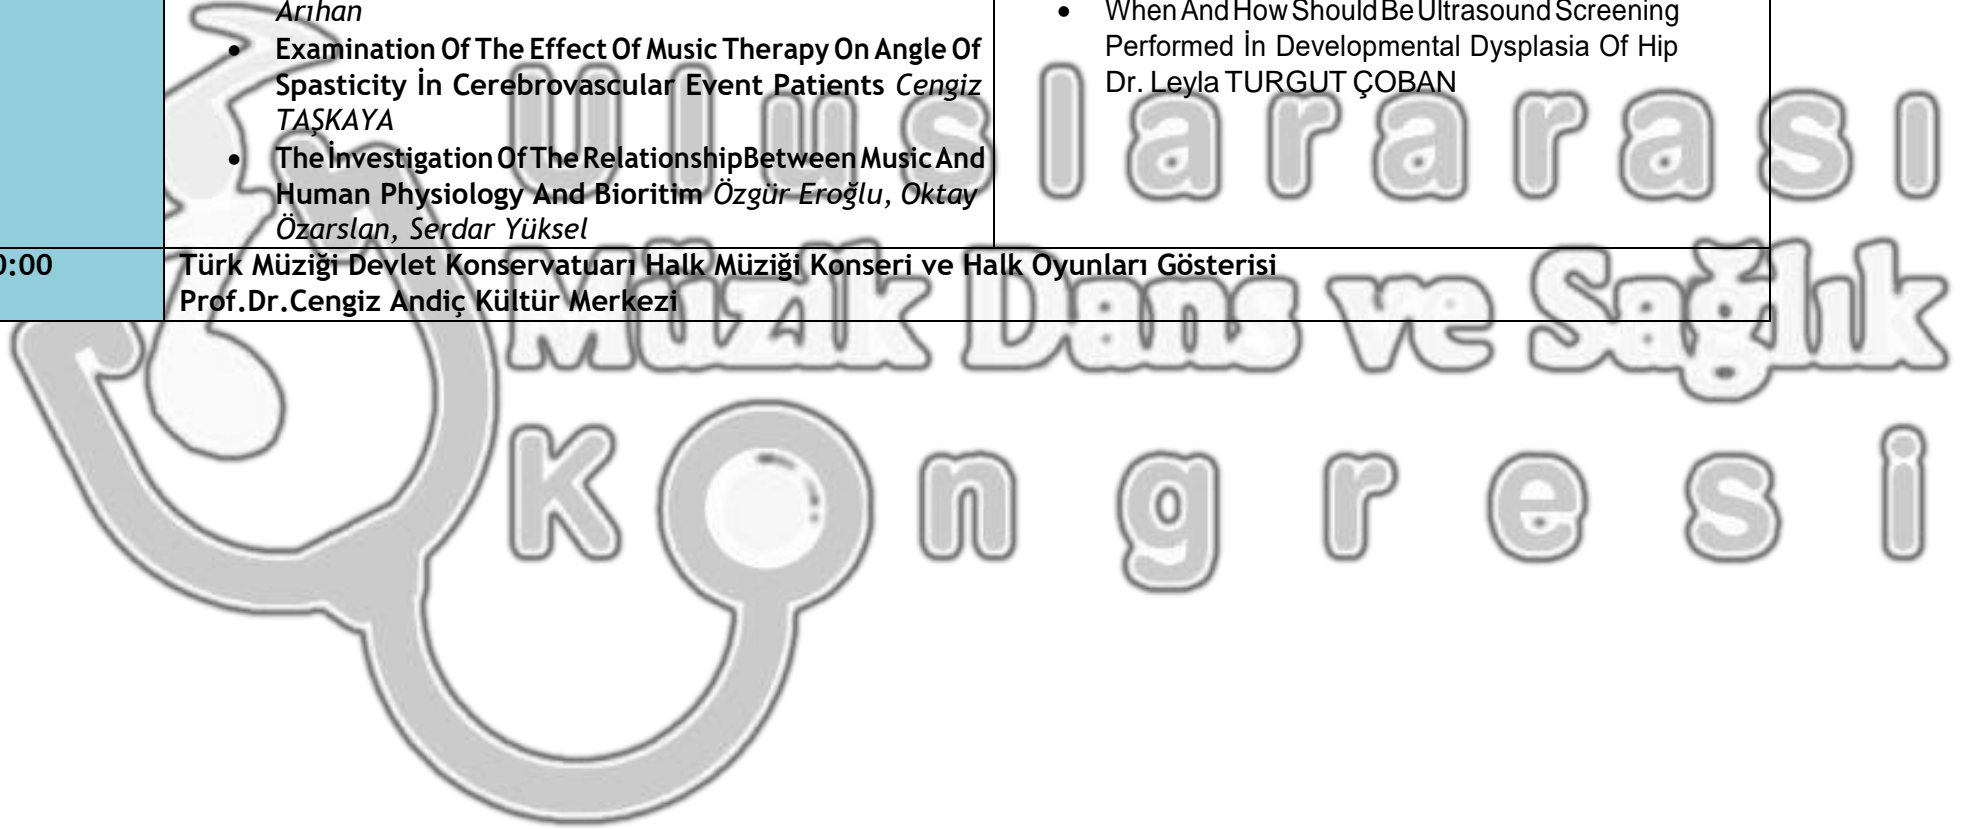 Arıhan
• Examination Of The Effect Of Music Therapy On Angle Of
Spasticity İn Cerebrovascular Event Patients Cengiz
TAŞKAYA
• The İnvestigation Of The Relationship Between Music And
Human Physiology And Bioritim Özgür Eroğlu, Oktay
Özarslan, Serdar Yüksel
• When And How Should Be Ultrasound Screening
Performed İn Developmental Dysplasia Of Hip
Dr. Leyla TURGUT ÇOBAN
0:00
Türk Müziği Devlet Konservatuarı Halk Müziği Konseri ve Halk Oyunları Gösterisi
Prof.Dr.Cengiz Andiç Kültür Merkezi
Uluslararası
Müzik Dans ve Sağlık
Kongresi